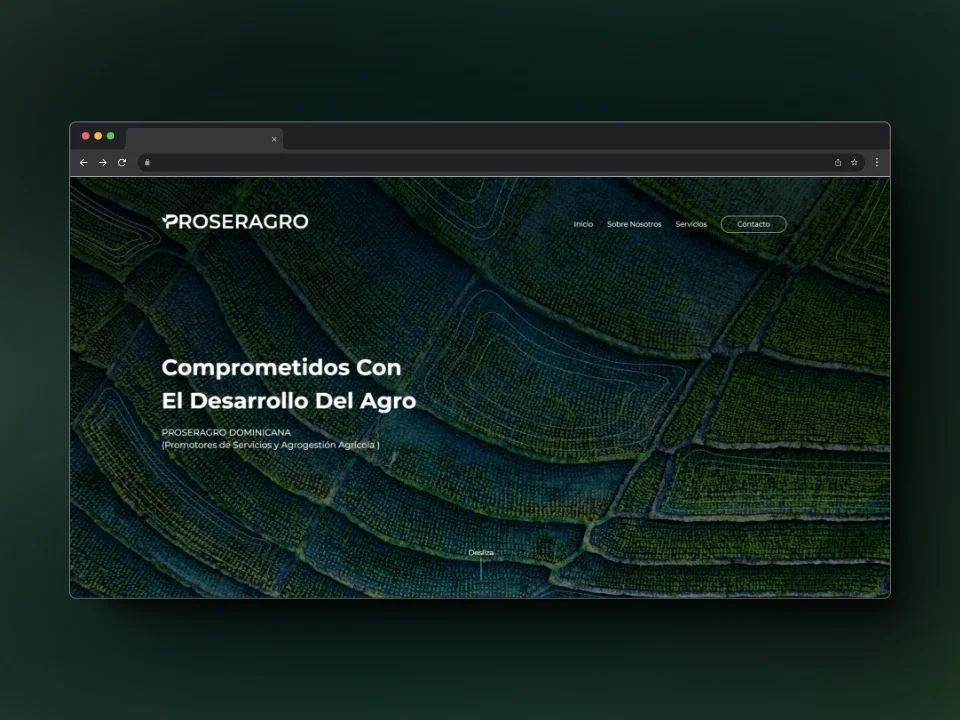 PROSERAGRO
Inicio Sobre Nosotros Servicios Contacto
Comprometidos Con
El Desarrollo Del Agro
PROSERAGRO DOMINICANA
(Promotores de Servicios y Agrogestión Agrícola )
Desliza